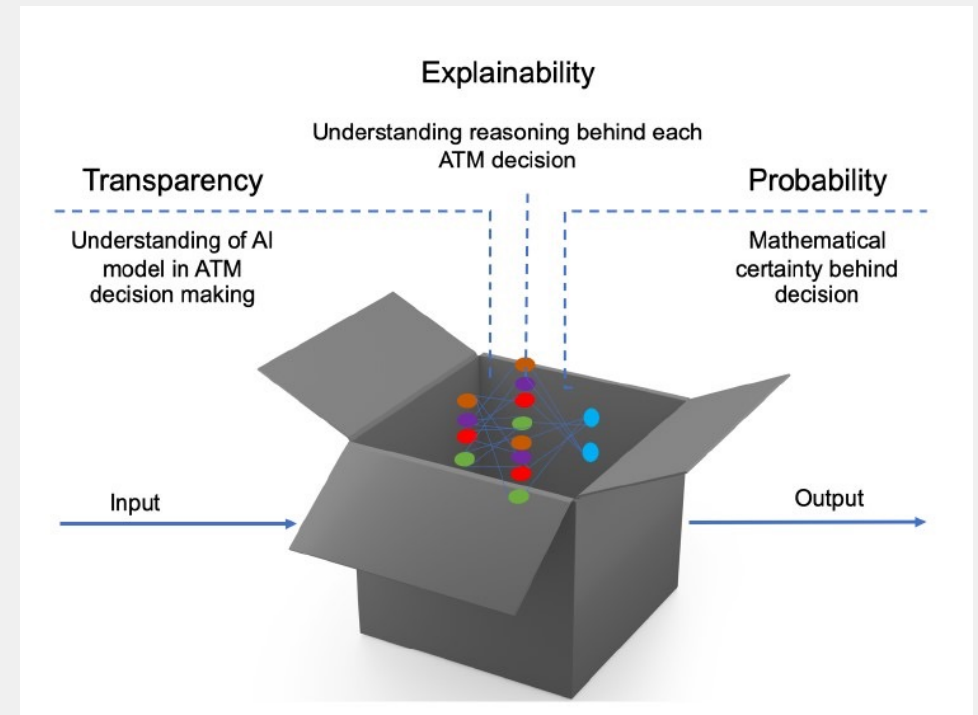 Explainability
Understanding reasoning behind each
ATM decision
Transparency
Understanding of AI
model in ATM
decision making
Probability
Mathematical
certainty behind
decision
Input
Output